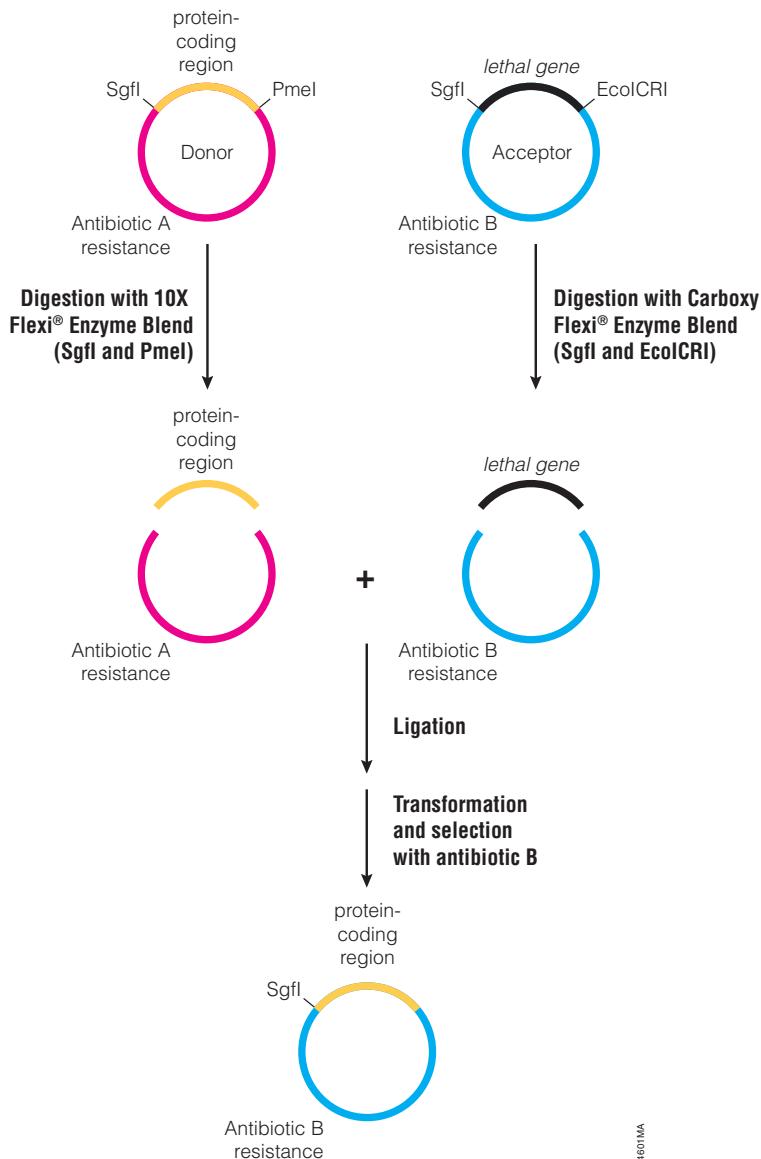 protein-
coding
region
SgfI
PmeI
Donor
Antibiotic A
resistance
lethal gene
SgfI
EcoICRI
Acceptor
Antibiotic B
resistance
Digestion with 10X
Flexi® Enzyme Blend
(SgfI and PmeI)
Digestion with Carboxy
Flexi® Enzyme Blend
(SgfI and EcoICRI)
protein-
coding
region
lethal gene
+
Antibiotic A
resistance
Antibiotic B
resistance
Ligation
Transformation
and selection
with antibiotic B
protein-
coding
region
SgfI
Antibiotic B
resistance
4601MA